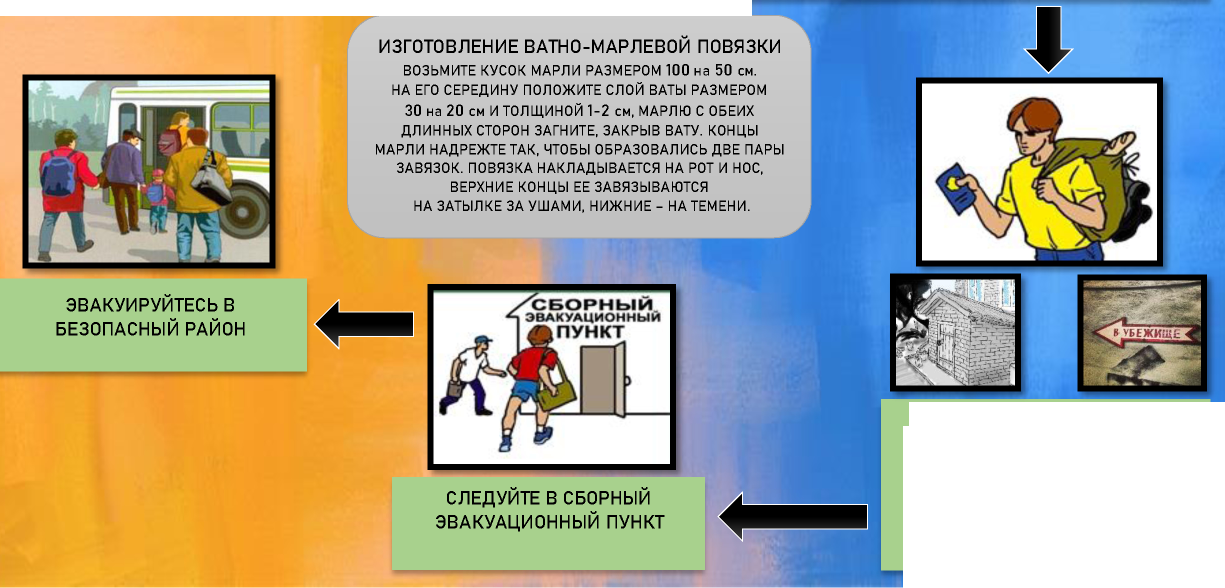 ИЗГОТОВЛЕНИЕ ВАТНО-МАРЛЕВОЙ ПОВЯЗКИ
ВОЗЬМИТЕ КУСОК МАРЛИ РАЗМЕРОМ 100 на 50 см.
НА ЕГО СЕРЕДИНУ ПОЛОЖИТЕ СЛОЙ ВАТЫ РАЗМЕРОМ
30 на 20 см И ТОЛЩИНОЙ 1-2 см, МАРЛЮ С ОБЕИХ
ДЛИННЫХ СТОРОН ЗАГНИТЕ, ЗАКРЫВ ВАТУ. КОНЦЫ
МАРЛИ НАДРЕЖТЕ ТАК, ЧТОБЫ ОБРАЗОВАЛИСЬ ДВЕ ПАРЫ
ЗАВЯЗОК. ПОВЯЗКА НАКЛАДЫВАЕТСЯ НА РОТ И НОС,
ВЕРХНИЕ КОНЦЫ ЕЕ ЗАВЯЗЫВАЮТСЯ
НА ЗАТЫЛКЕ ЗА УШАМИ, НИЖНИЕ – НА ТЕМЕНИ.
ЭВАКУИРУЙТЕСЬ В
БЕЗОПАСНЫЙ РАЙОН
СБОРНЫЙ
ЭВАКУАЦИОННЫЙ
ПУНКТ
В УБЕЖИЩЕ
СЛЕДУЙТЕ В СБОРНЫЙ
ЭВАКУАЦИОННЫЙ ПУНКТ